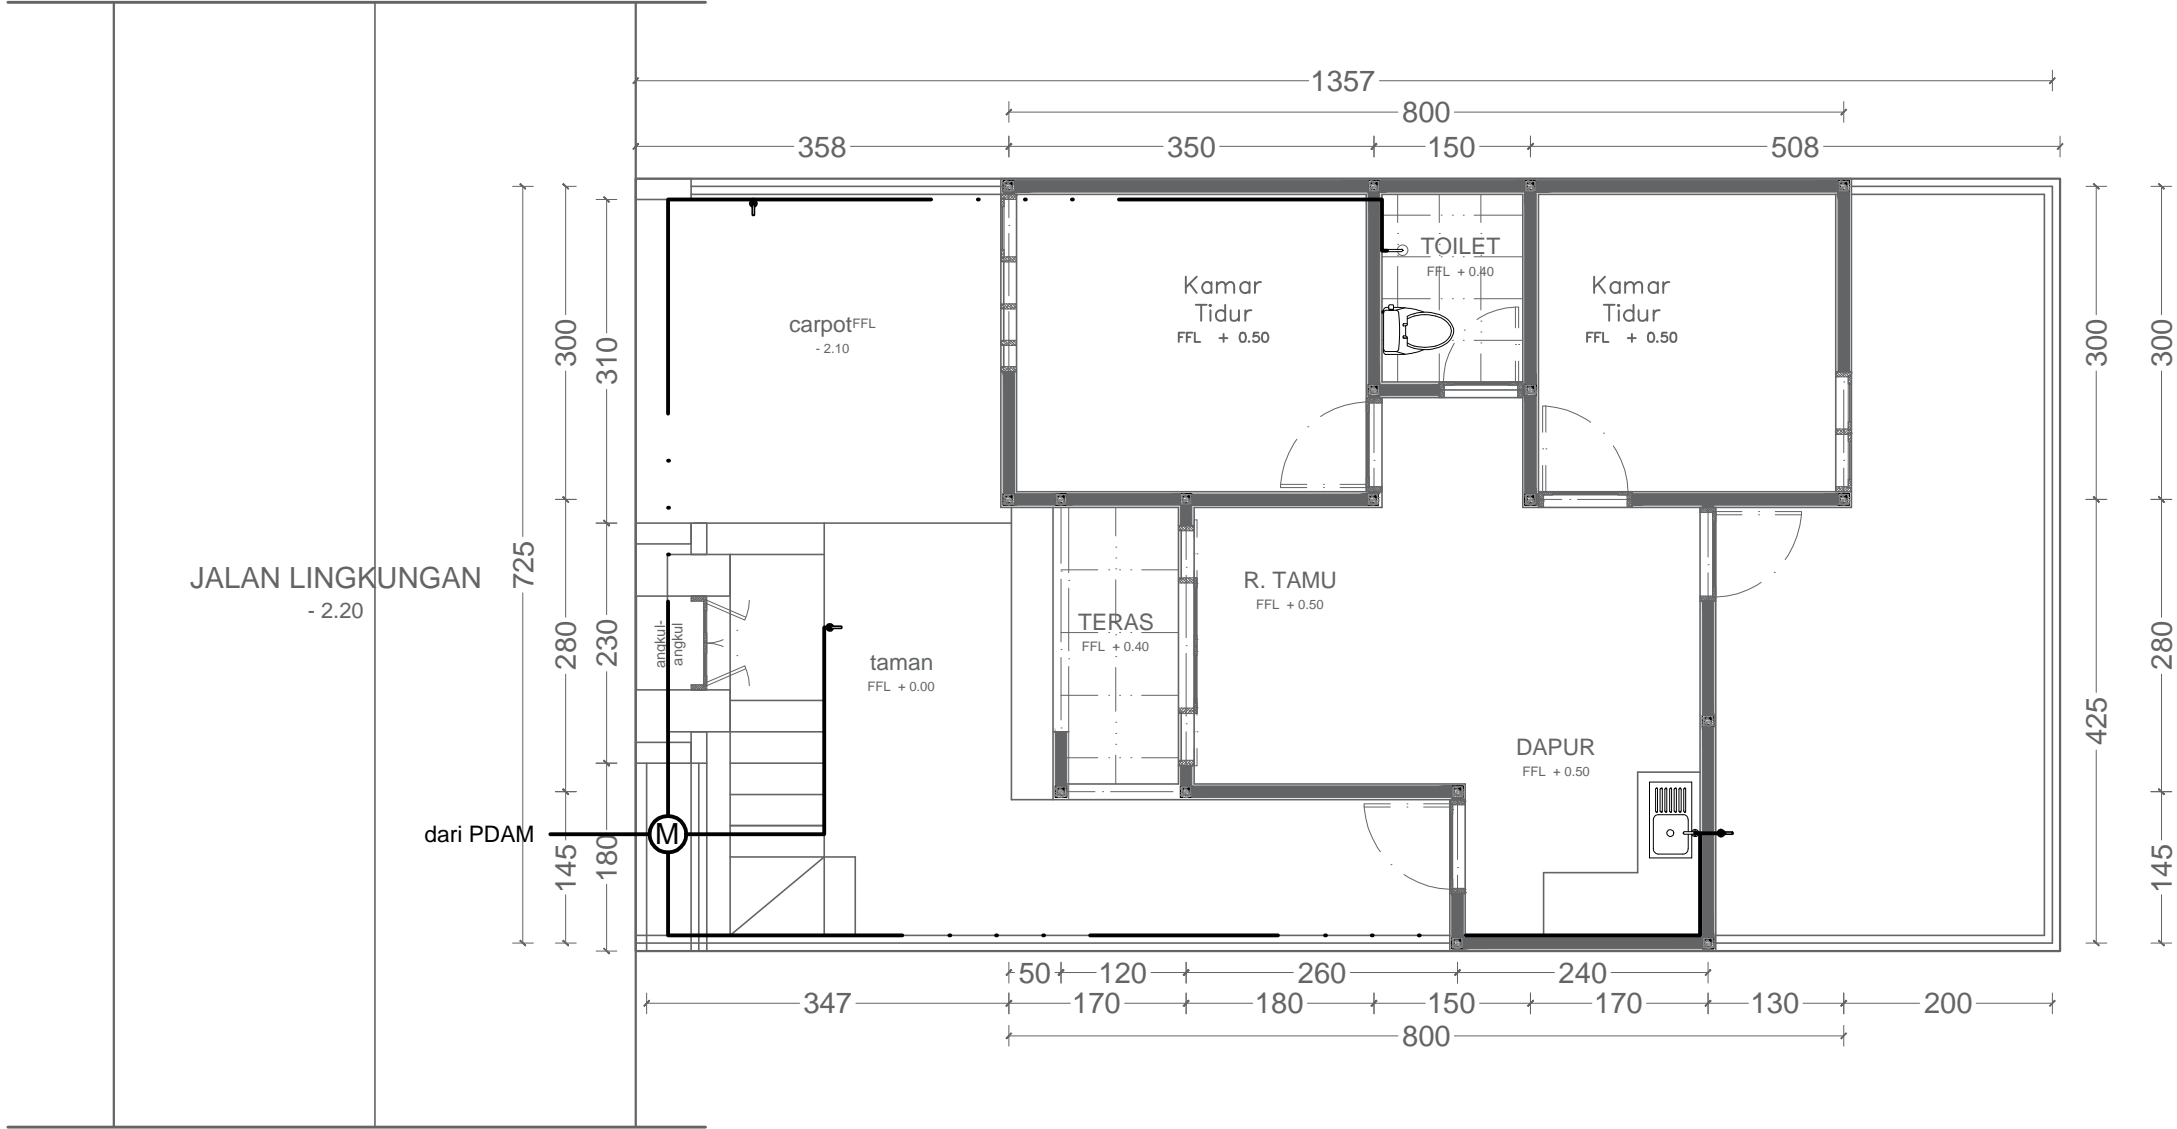 1357
800
358
350
150
508
TOILET
FFL + 0.40
Kamar
Tidur
FFL + 0.50
Kamar
Tidur
FFL + 0.50
carpot FFL
- 2.10
300
310
300
300
JALAN LINGKUNGAN
- 2.20
725
R. TAMU
FFL + 0.50
TERAS
FFL + 0.40
angkul-
angkul
taman
FFL + 0.00
280
230
280
425
DAPUR
FFL + 0.50
dari PDAM
M
145
180
145
50
120
260
240
347
170
180
150
170
130
200
800